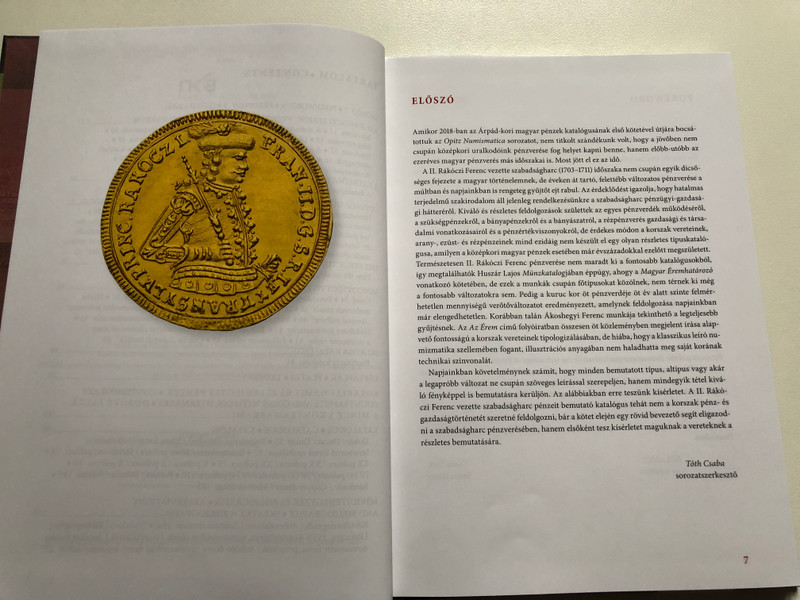 FRAN·II·D·G·S·R·I·&·TRANSYLV·PRINC·RAKOCZI
ELŐSZÓ
Amikor 2018-ban az Árpád-kori magyar pénzek katalógusának első kötetével útjára bocsá-
tottuk az Opitz Numismatica sorozatot, nem titkolt szándékunk volt, hogy a jövőben nem
csupán középkori uralkodóink pénzverése fog helyet kapni benne, hanem előbb-utóbb az
ezeréves magyar pénzverés más időszakai is. Most jött el ez az idő.
A II. Rákóczi Ferenc vezette szabadságharc (1703–1711) időszaka nem csupán egyik dicső-
séges fejezete a magyar történelemnek, de éveken át tartó, felettébb változatos pénzverése a
múltban és napjainkban is rengeteg gyűjtőt ejt rabul. Az érdeklődést igazolja, hogy hatalmas
terjedelmű szakirodalom áll jelenleg rendelkezésünkre a szabadságharc pénzügyi-gazdasá-
gi hátteréről. Kiváló és részletes feldolgozások születtek az egyes pénzverdék működéséről,
a szükségpénzekről, a bányapénzekről és a bányászatról, a rézpénzverés gazdasági és társa-
dalmi vonatkozásairól és a pénzértékviszonyokról, de érdekes módon a korszak vereteinek,
arany-, ezüst- és rézpénzeinek mind ezidáig nem készült el egy olyan részletes típuskataló-
gusa, amilyen a középkori magyar pénzek esetében már évszázadokkal ezelőtt megszületett.
Természetesen II. Rákóczi Ferenc pénzverése nem maradt ki a fontosabb katalógusokból,
így megtalálhatók Huszár Lajos Münzkatalogjában éppúgy, ahogy a Magyar Éremhatározó
vonatkozó kötetében, de ezek a munkák csupán főtípusokat közölnek, nem térnek ki még
a fontosabb változatokra sem. Pedig a kuruc kor öt pénzverdéje öt év alatt szinte felmér-
hetetlen mennyiségű verőtőváltozatot eredményezett, amelynek feldolgozása napjainkban
már elengedhetetlen. Korábban talán Ákoshegyi Ferenc munkája tekinthető a legteljesebb
gyűjtésnek. Az Az Érem című folyóiratban összesen öt közleményben megjelent írása alap-
vető fontosságú a korszak vereteinek tipologizálásában, de hiába, hogy a klasszikus leíró nu-
mizmatika szellemében fogant, illusztrációs anyagában nem haladhatta meg saját korának
technikai színvonalát.
Napjainkban követelménynek számít, hogy minden bemutatott típus, altípus vagy akár
a legapróbb változat ne csupán szöveges leírással szerepeljen, hanem mindegyik tétel kivá-
ló fényképpel is bemutatásra kerüljön. Az alábbiakban erre teszünk kísérletet. A II. Rákó-
czi Ferenc vezette szabadságharc pénzeit bemutató katalógus tehát nem a korszak pénz- és
gazdaságtörténetét szeretné feldolgozni, bár a kötet elején egy rövid bevezető segít eligazod-
ni a szabadságharc pénzverésében, hanem elsőként tesz kísérletet maguknak a vereteknek a
részletes bemutatására.
Tóth Csaba
sorozatszerkesztő
7